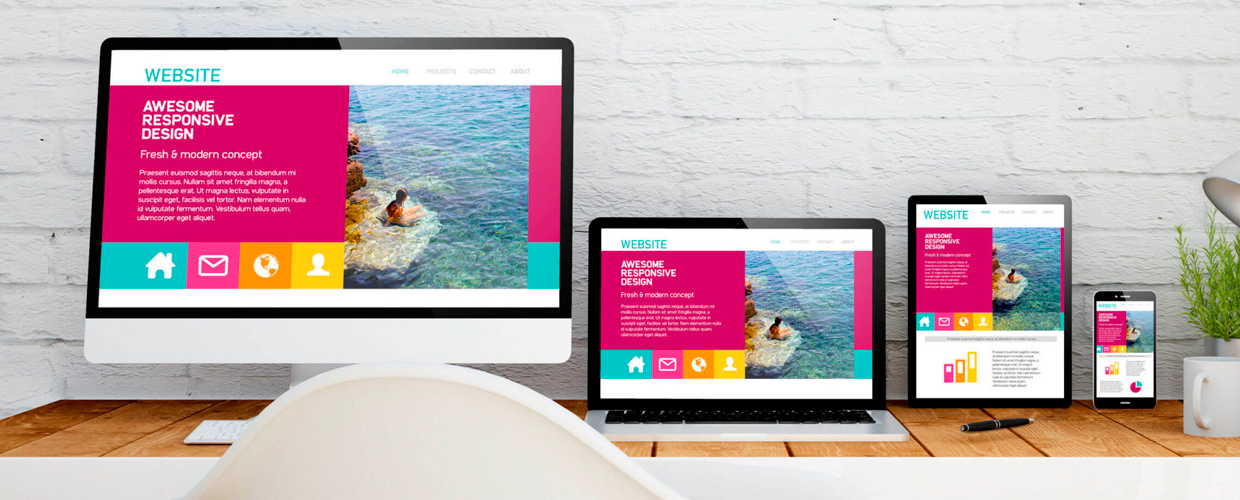 WEBSITE
HOME PROJECTS CONTACT ABOUT
AWESOME
RESPONSIVE
DESIGN
Fresh & modern concept
Praesent euismod sagittis neque, at bibendum mi
mollis cursus. Nullam sit amet fringilla magna, a
pellentesque erat. Ut magna lectus, vulputate in
suscipit eget, facilisis vel tortor. Nam elementum nulla
id vulputate fermentum. Vestibulum tellus quam,
ullamcorper eget aliquet.
WEBSITE
HOME PROJECTS CONTACT ABOUT
AWESOME
RESPONSIVE
DESIGN
Fresh & modern concept
Praesent euismod sagittis neque, at bibendum mi
mollis cursus. Nullam sit amet fringilla magna, a
pellentesque erat. Ut magna lectus, vulputate in
suscipit eget, facilisis vel tortor. Nam elementum nulla
id vulputate fermentum. Vestibulum tellus quam,
ullamcorper eget aliquet.
WEBSITE
HOME PROJECTS CONTACT ABOUT
AWESOME
RESPONSIVE
DESIGN
Fresh & modern concept
WEBSITE
AWESOME
RESPONSIVE
DESIGN